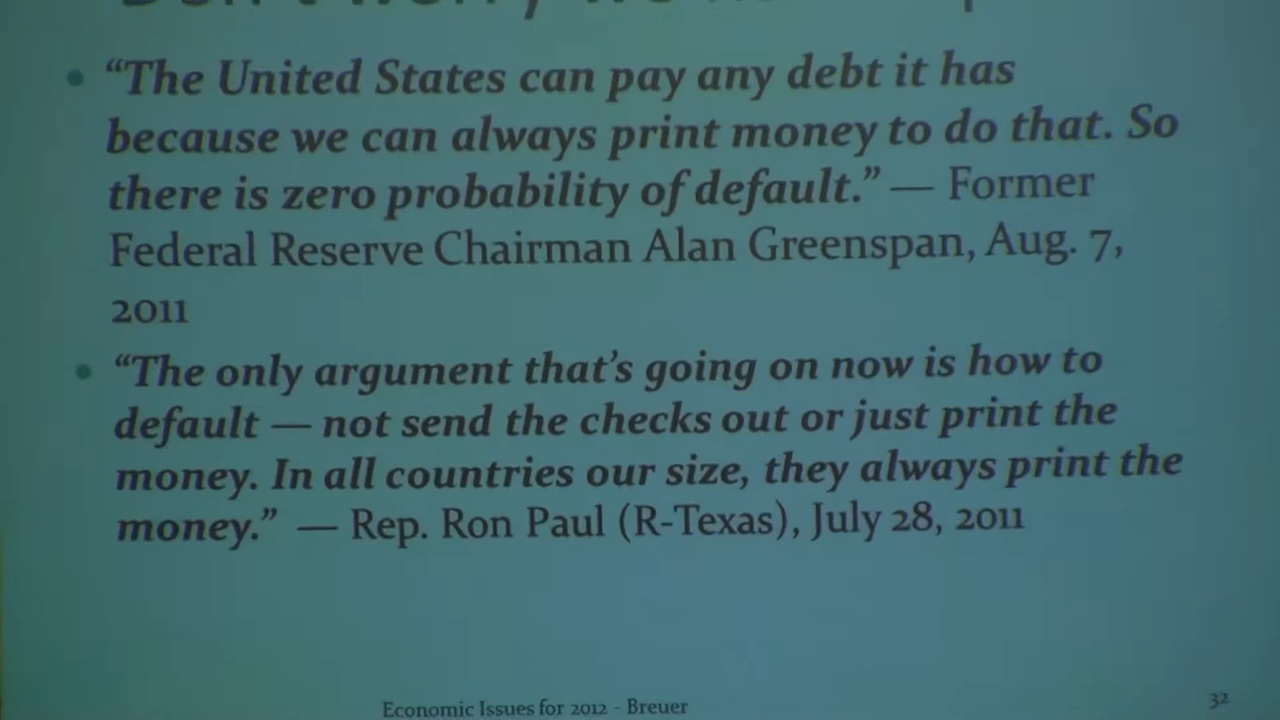 Don't worry we
• “The United States can pay any debt it has
because we can always print money to do that. So
there is zero probability of default.” — Former
Federal Reserve Chairman Alan Greenspan, Aug. 7,
2011
• “The only argument that’s going on now is how to
default — not send the checks out or just print the
money. In all countries our size, they always print the
money.” — Rep. Ron Paul (R-Texas), July 28, 2011
Economic Issues for 2012 - Breuer
32